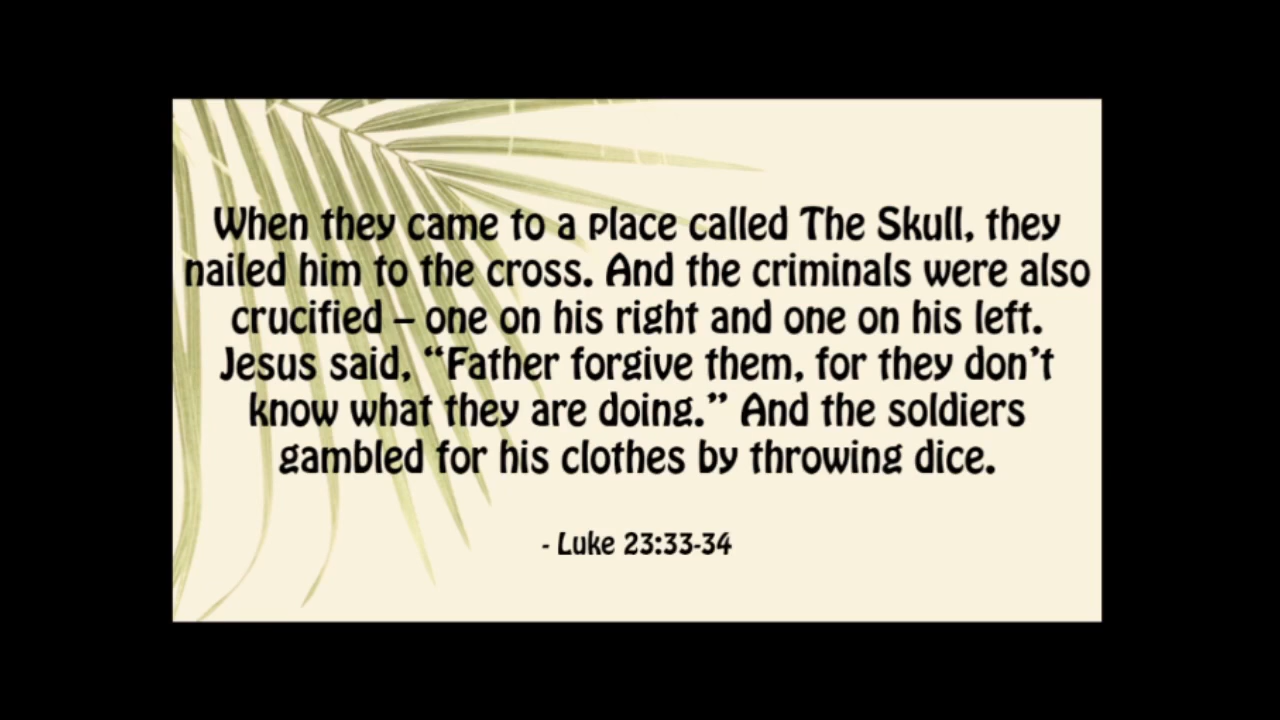 When they came to a place called The Skull, they
nailed him to the cross. And the criminals were also
crucified – one on his right and one on his left.
Jesus said, “Father forgive them, for they don’t
know what they are doing.” And the soldiers
gambled for his clothes by throwing dice.
- Luke 23:33-34